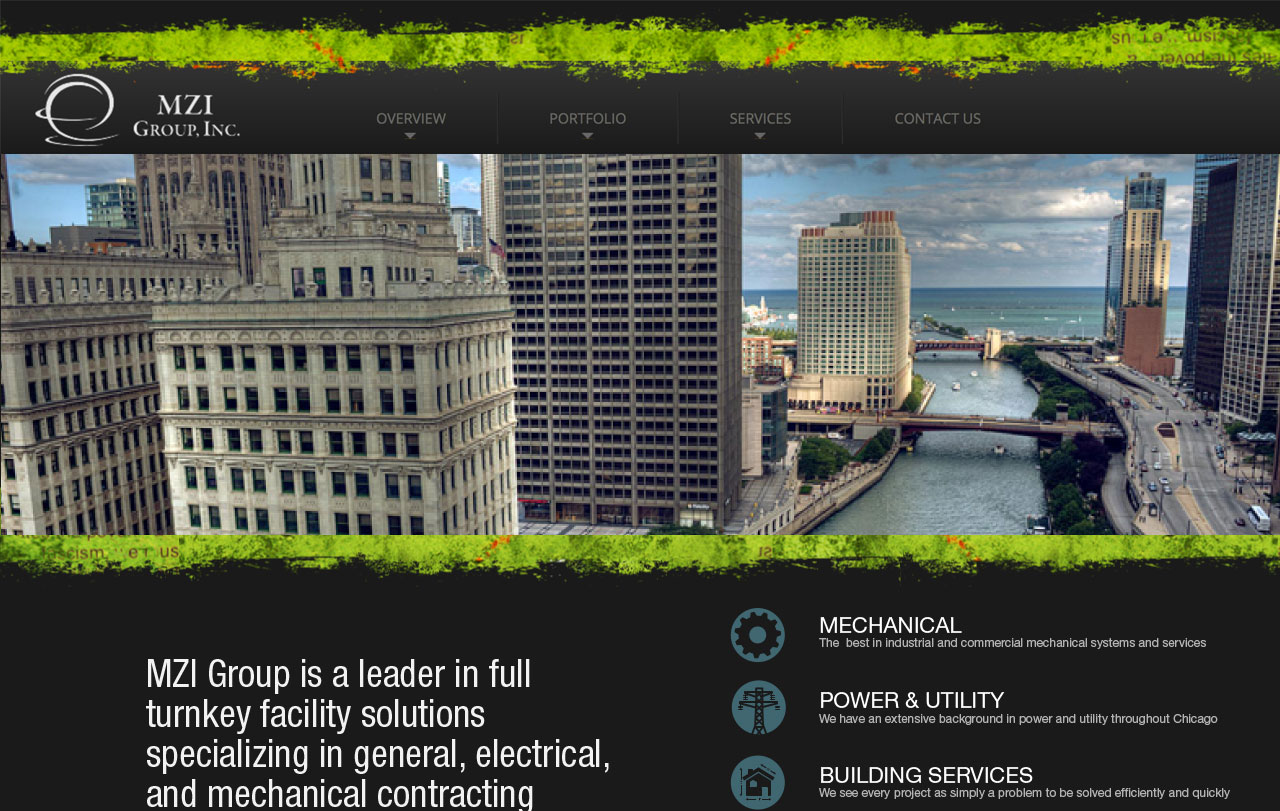 MZI
GROUP, INC.
OVERVIEW
PORTFOLIO
SERVICES
CONTACT US
ism
us
MZI Group is a leader in full
turnkey facility solutions
specializing in general, electrical,
and mechanical contracting
MECHANICAL
The best in industrial and commercial mechanical systems and services
POWER & UTILITY
We have an extensive background in power and utility throughout Chicago
BUILDING SERVICES
We see every project as simply a problem to be solved efficiently and quickly